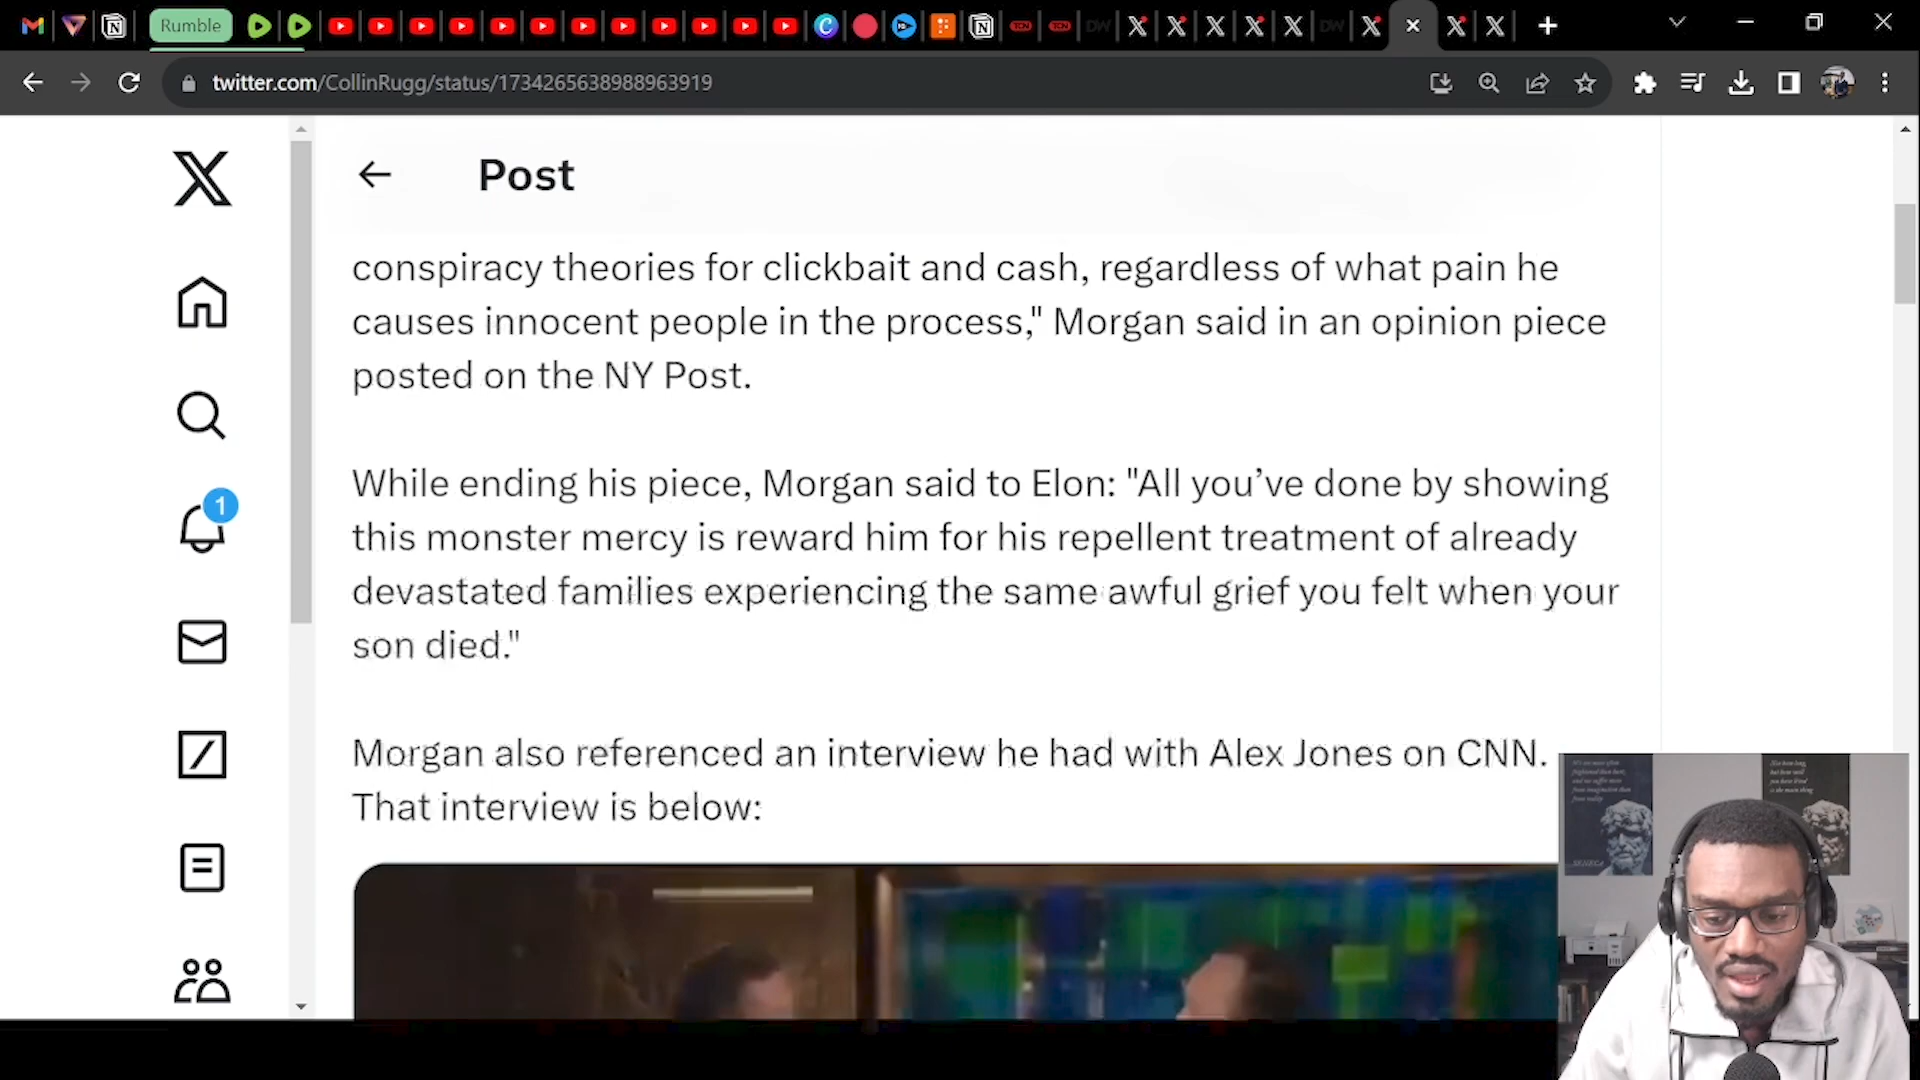 Rumble
twitter.com/CollinRugg/status/1734265638988963919
Post
conspiracy theories for clickbait and cash, regardless of what pain he
causes innocent people in the process," Morgan said in an opinion piece
posted on the NY Post.
While ending his piece, Morgan said to Elon: "All you’ve done by showing
this monster mercy is reward him for his repellent treatment of already
devastated families experiencing the same awful grief you felt when your
son died."
Morgan also referenced an interview he had with Alex Jones on CNN.
That interview is below:
1
SENECA